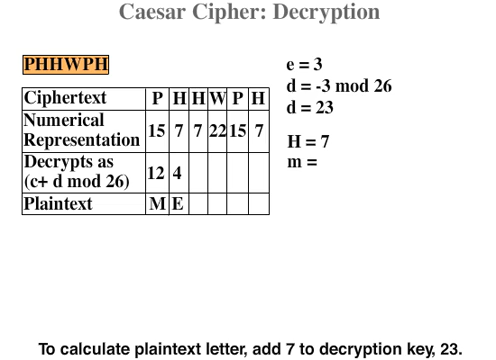 Caesar Cipher: Decryption
PHHWPH
Ciphertext P H H W P H
Numerical Representation 15 7 7 22 15 7
Decrypts as (c+ d mod 26) 12 4
Plaintext M E
e = 3
d = -3 mod 26
d = 23
H = 7
m =
To calculate plaintext letter, add 7 to decryption key, 23.